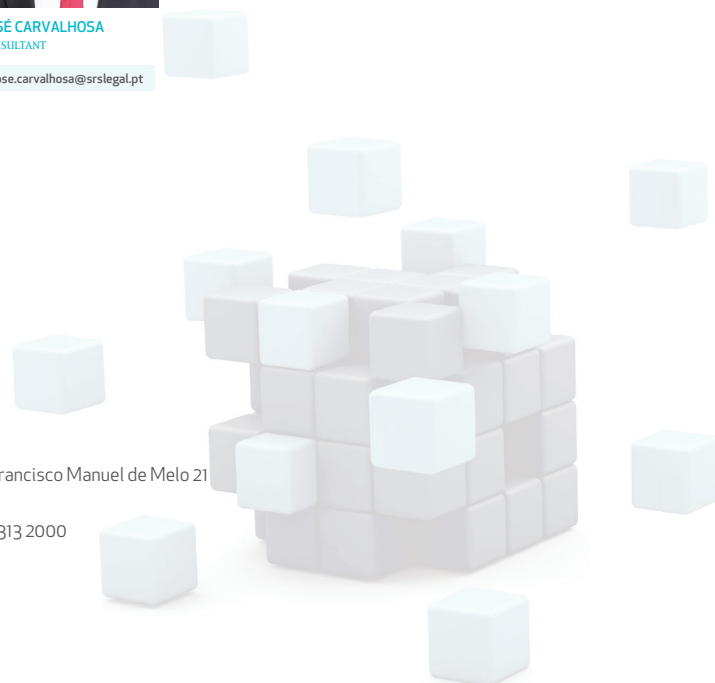 SÉ CARVALHOSA
SULTANT
ose.carvalhosa@srslegal.pt
rancisco Manuel de Melo 21
313 2000